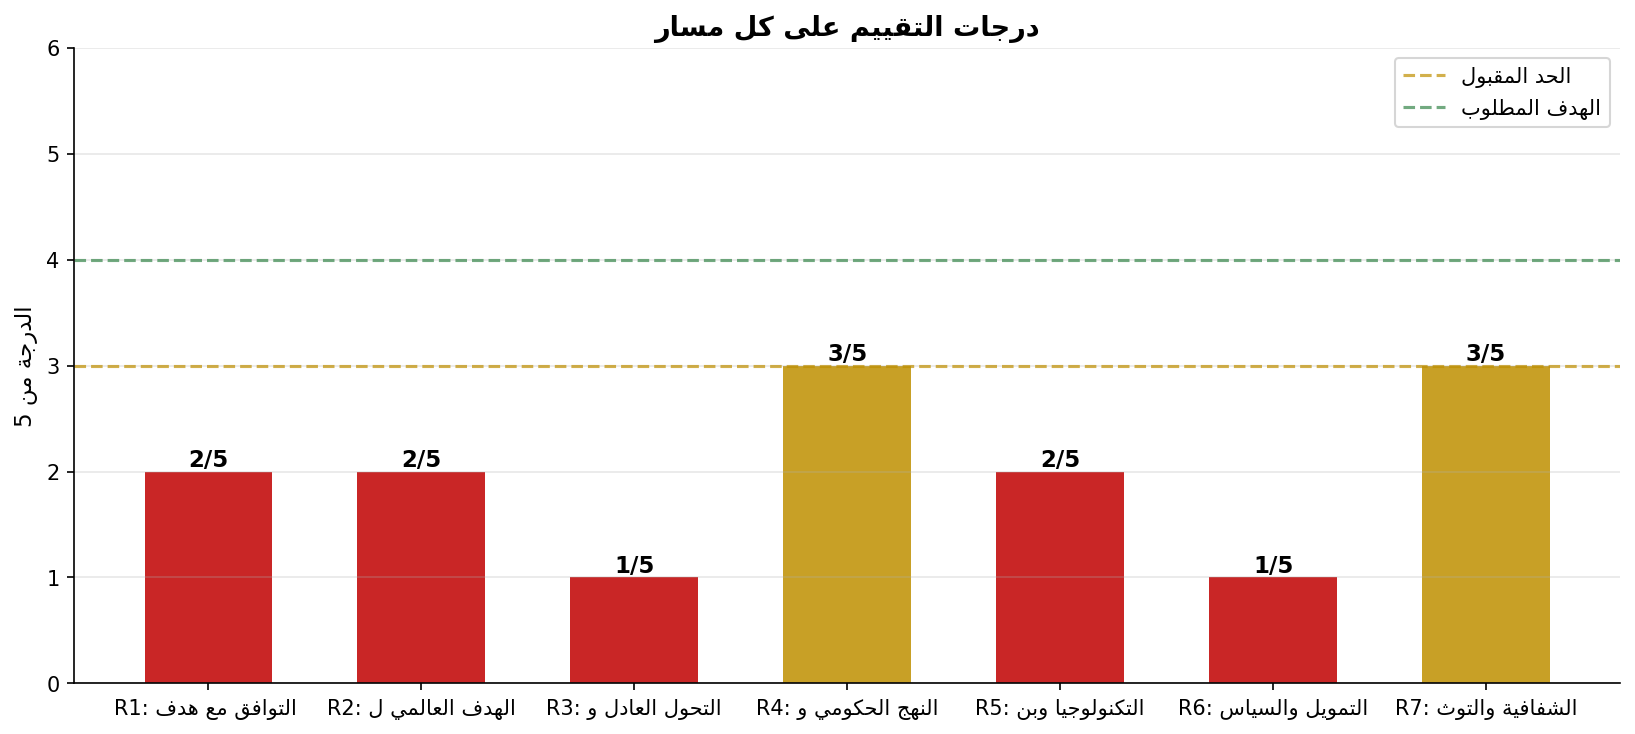 درجات التقييم على كل مسار
الحد المقبول
الهدف المطلوب
الدرجة من 5
6
5
4
3
2
1
0
2/5
2/5
1/5
3/5
2/5
1/5
3/5
R1: التوافق مع هدف
R2: الهدف العالمي ل
R3: التحول العادل و
R4: النهج الحكومي و
R5: التكنولوجيا وبن
R6: التمويل والسياس
R7: الشفافية والتوث